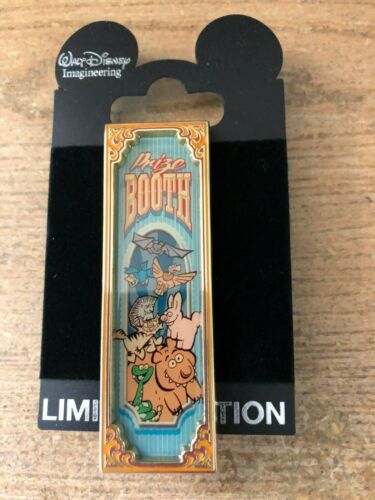 WALT DISNEY
Imagineering
Prize
BOOTH
LIMI TION